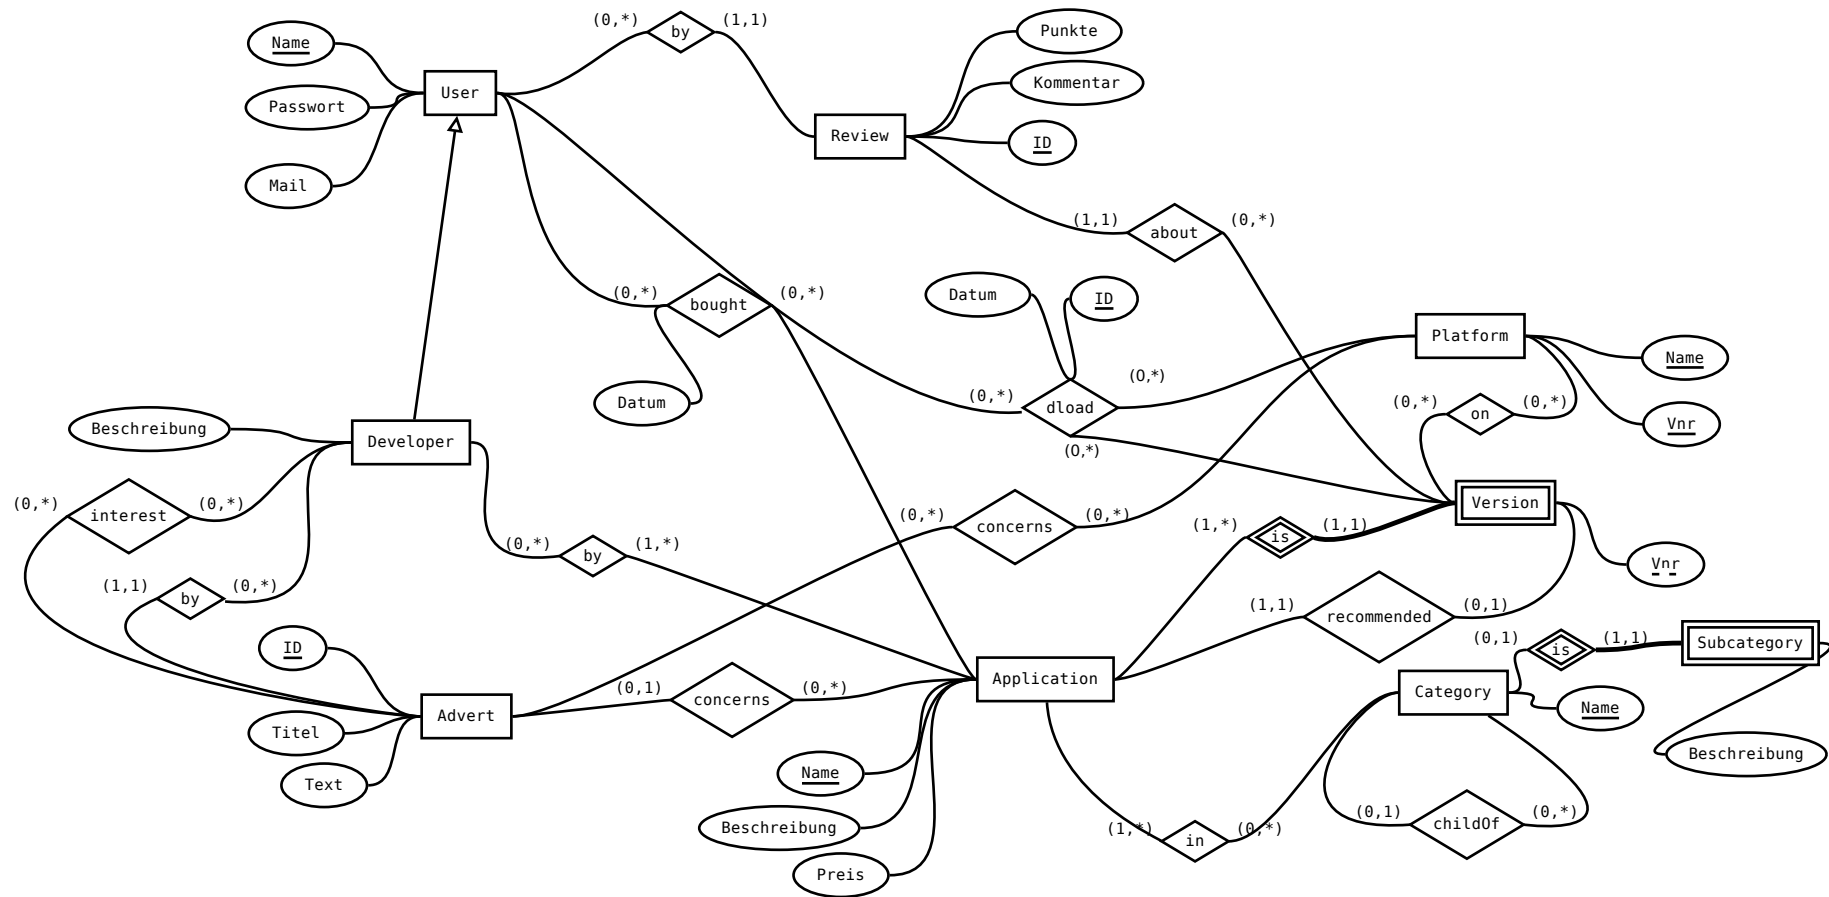 (0,*)
by
(1,1)
Name
Passwort
Mail
User
Punkte
Kommentar
ID
Review
(1,1)
about
(0,*)
(0,*)
bought
(0,*)
Datum
Datum
ID
(0,*)
dload
(0,*)
(0,*)
Platform
Name
Vnr
(0,*)
on
(0,*)
Beschreibung
Developer
(0,*)
interest
(0,*)
(1,1)
by
(0,*)
(0,*)
by
(1,*)
(0,*)
concerns
(0,*)
(1,*)
is
(1,1)
Version
Vnr
(1,1)
recommended
(0,1)
(0,1)
is
(1,1)
Subcategory
Beschreibung
ID
Titel
Text
Advert
(0,1)
concerns
(0,*)
Application
Name
Beschreibung
Preis
Category
Name
(1,*)
in
(0,*)
(0,1)
childOf
(0,*)